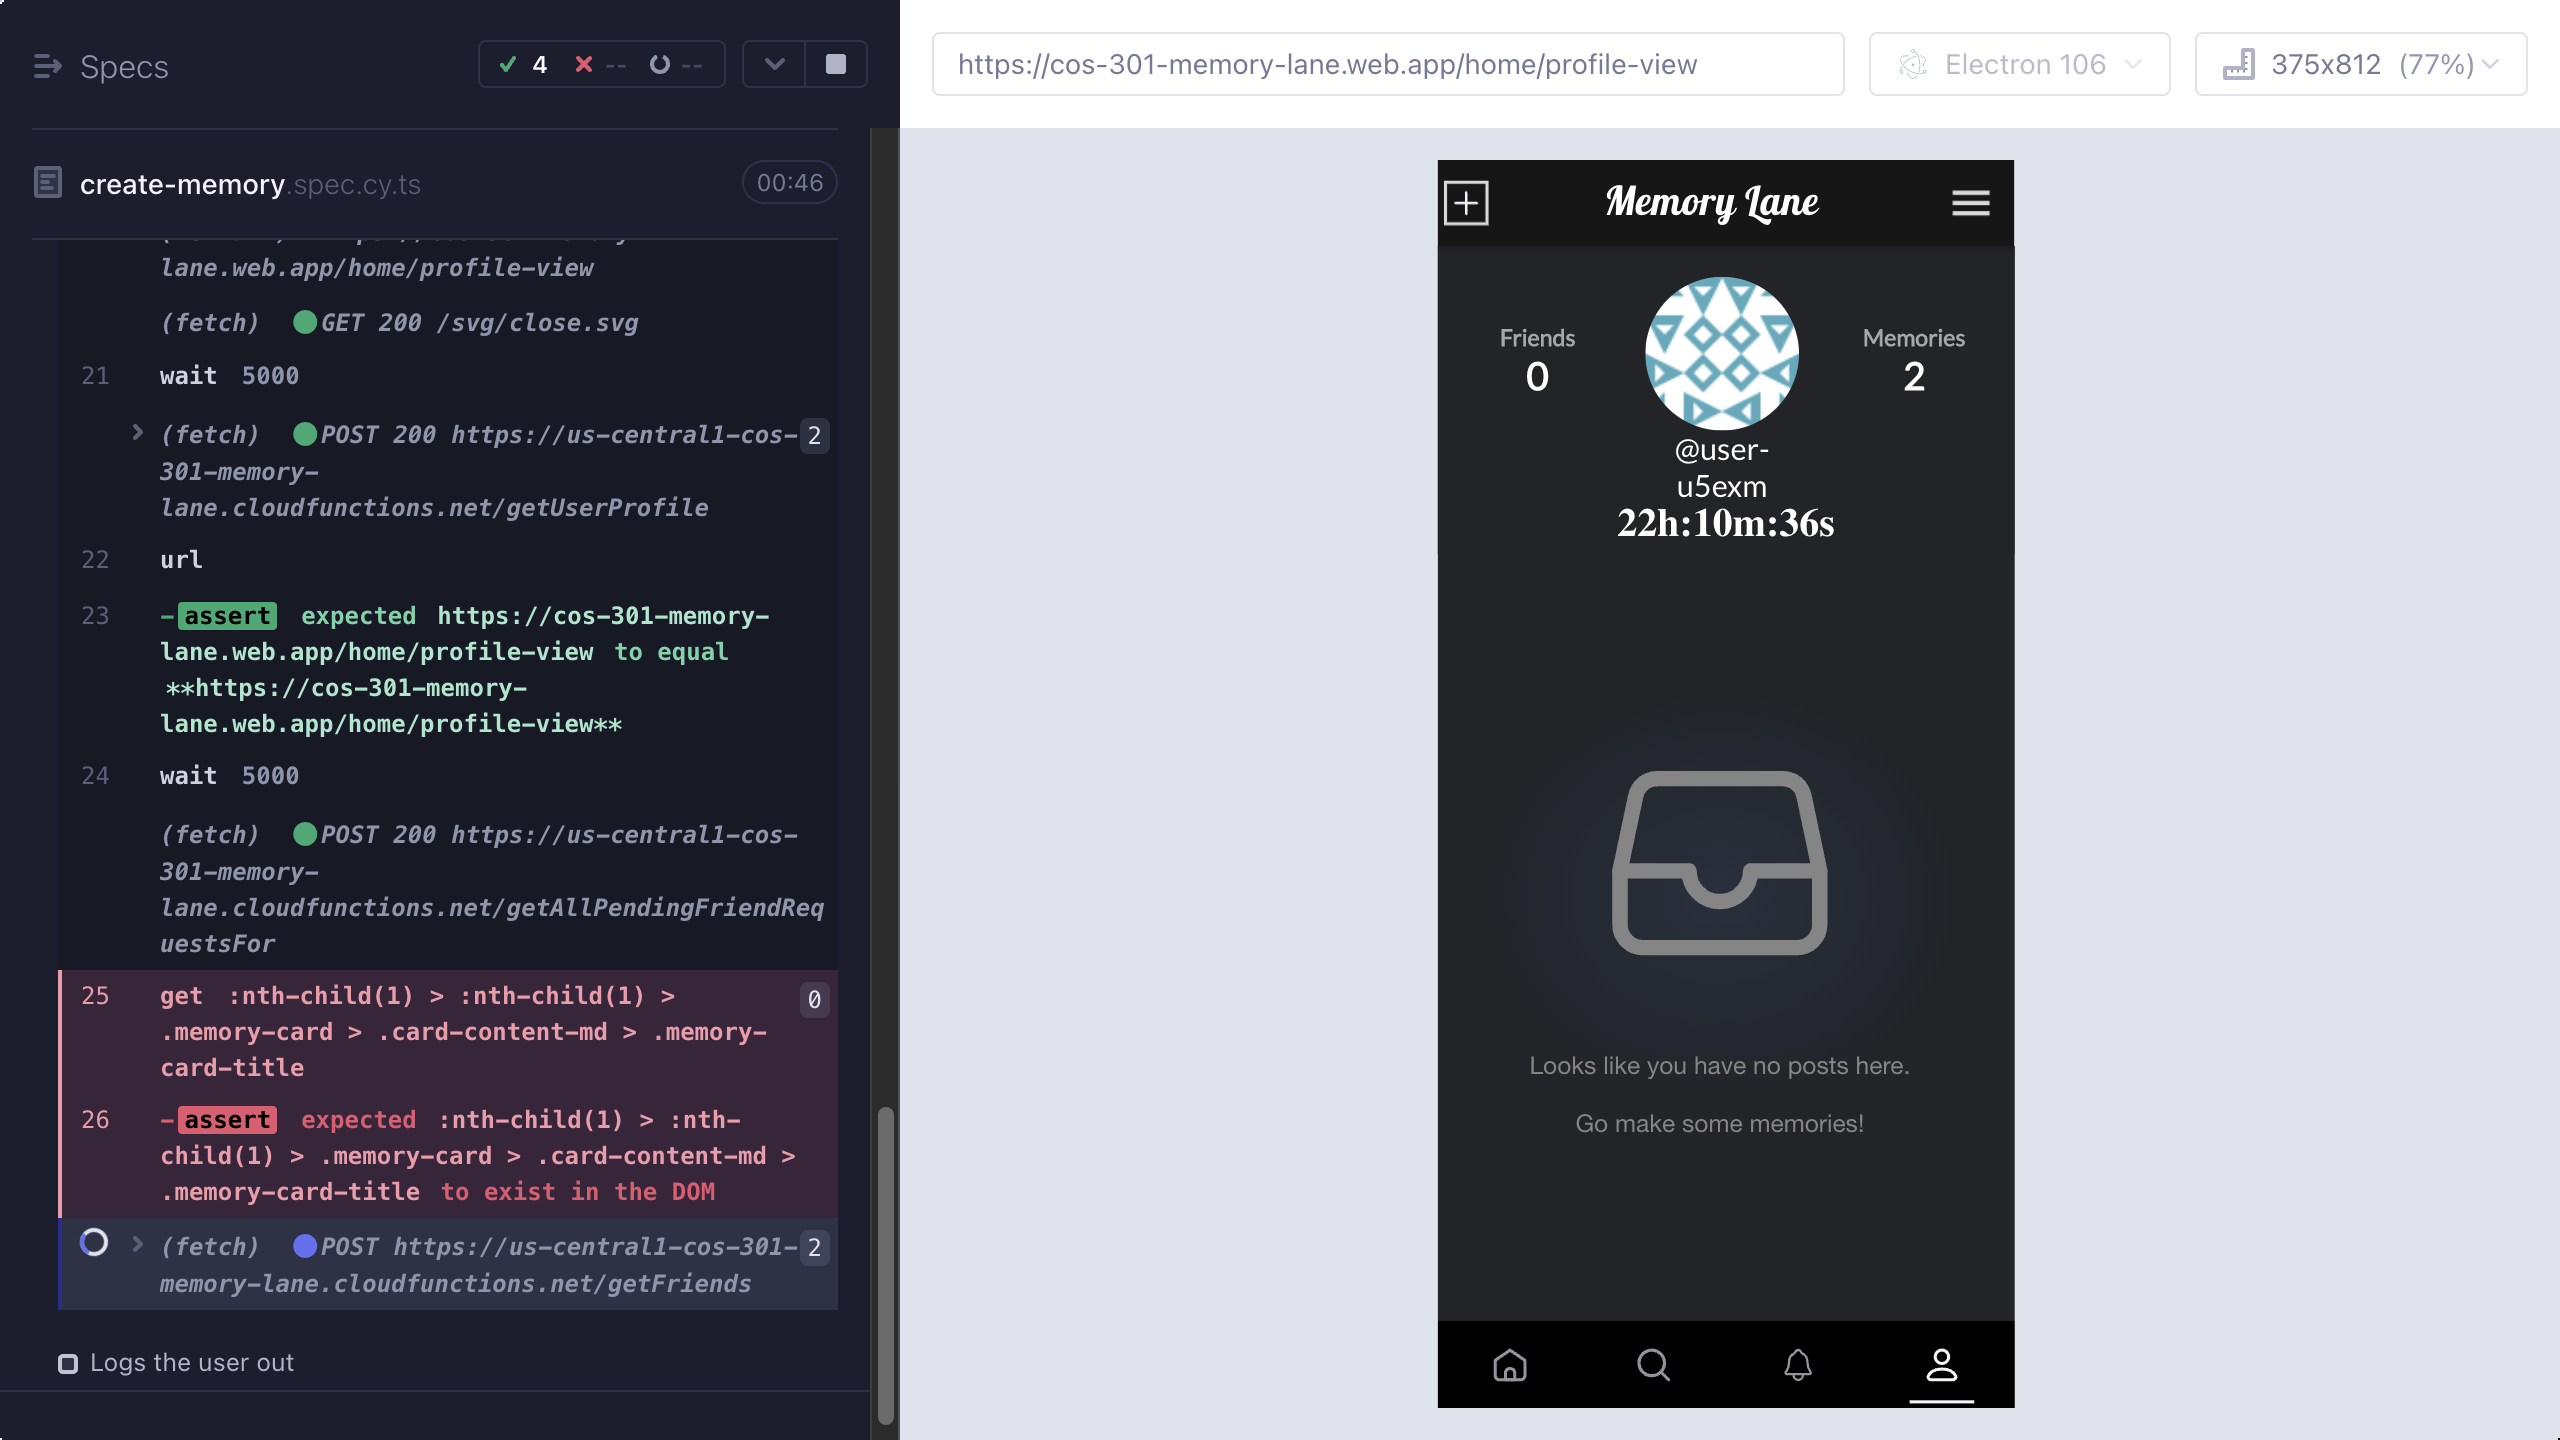 Specs
4
--
--
create-memory.spec.cy.ts
00:46
lane.web.app/home/profile-view
(fetch) GET 200 /svg/close.svg
21 wait 5000
(fetch) POST 200 https://us-central1-cos- 2
301-memory-
lane.cloudfunctions.net/getUserProfile
22 url
23 -assert expected https://cos-301-memory-
lane.web.app/home/profile-view to equal
**https://cos-301-memory-
lane.web.app/home/profile-view**
24 wait 5000
(fetch) POST 200 https://us-central1-cos-
301-memory-
lane.cloudfunctions.net/getAllPendingFriendReq
uestsFor
25 get :nth-child(1) > :nth-child(1) > 0
.memory-card > .card-content-md > .memory-
card-title
26 -assert expected :nth-child(1) > :nth-
child(1) > .memory-card > .card-content-md >
.memory-card-title to exist in the DOM
(fetch) POST https://us-central1-cos-301- 2
memory-lane.cloudfunctions.net/getFriends
Logs the user out
https://cos-301-memory-lane.web.app/home/profile-view
Electron 106
375x812 (77%)
Memory Lane
Friends
0
Memories
2
@user-
u5exm
22h:10m:36s
Looks like you have no posts here.
Go make some memories!